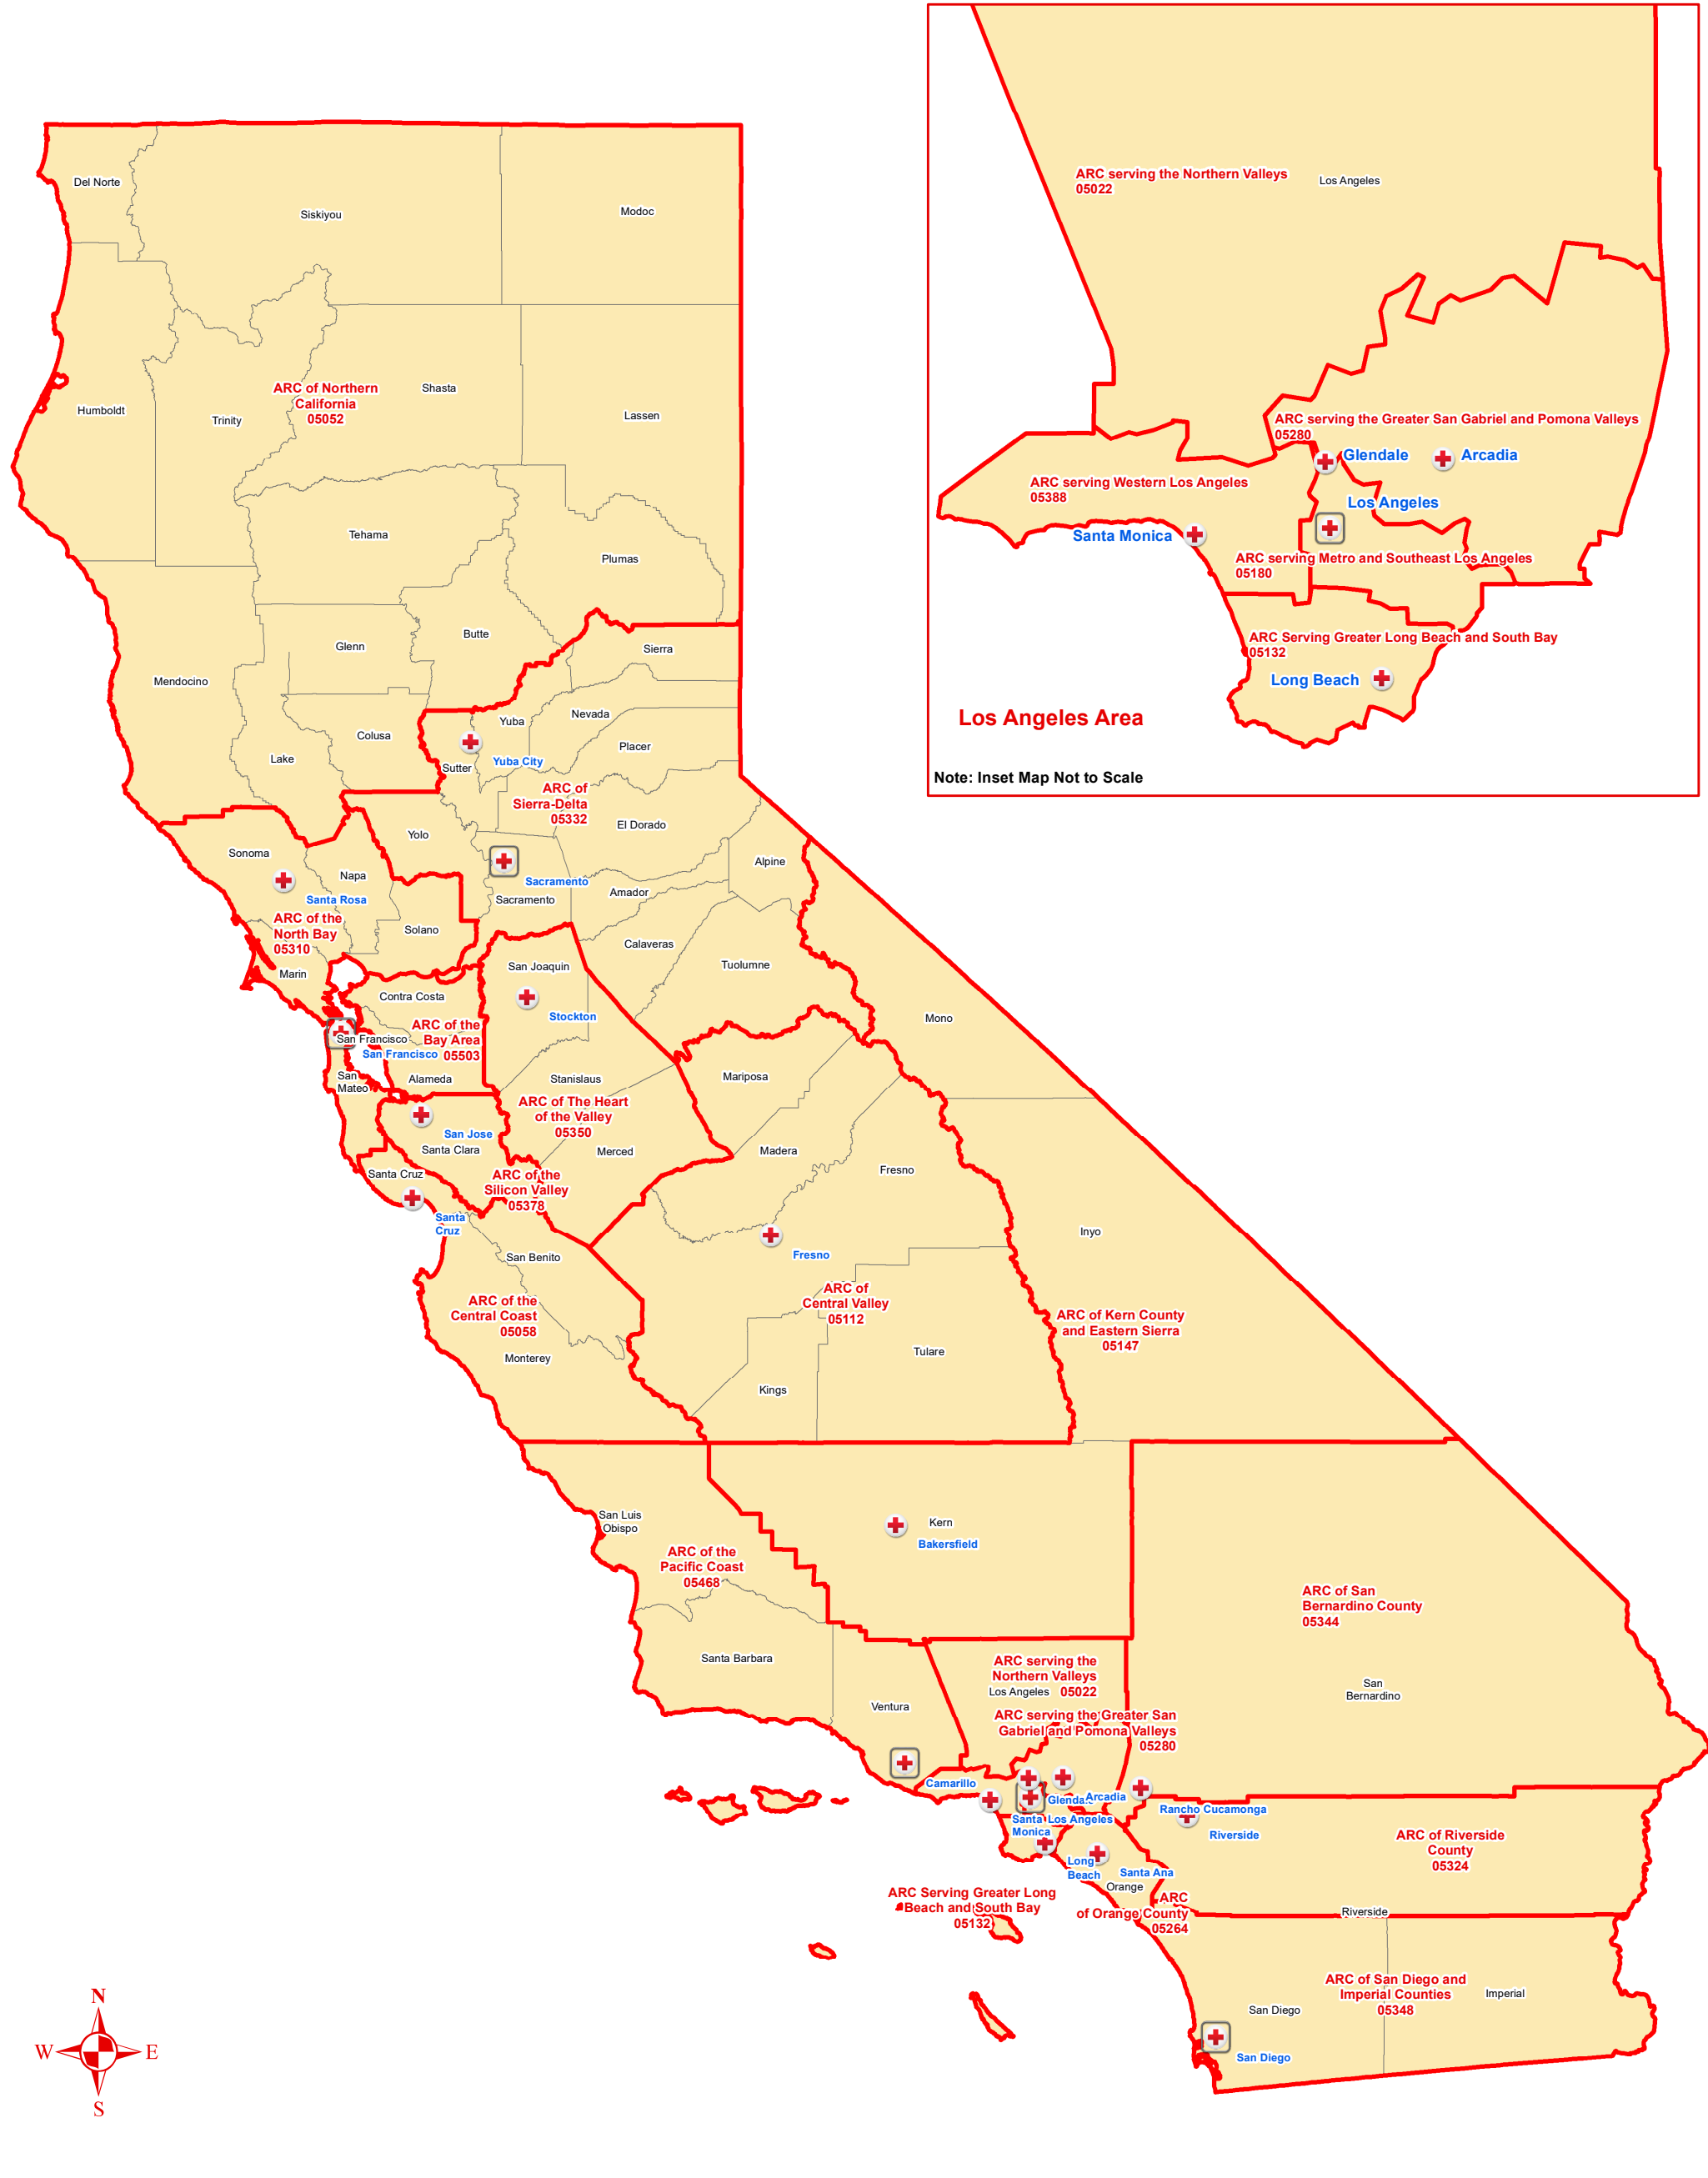 ARC serving the Northern Valleys
05022
Los Angeles
ARC serving the Greater San Gabriel and Pomona Valleys
05280
Glendale
Arcadia
ARC serving Western Los Angeles
05388
Los Angeles
Santa Monica
ARC serving Metro and Southeast Los Angeles
05180
ARC Serving Greater Long Beach and South Bay
05132
Long Beach
Los Angeles Area
Note: Inset Map Not to Scale
Del Norte
Siskiyou
Modoc
ARC of Northern
California
05052
Shasta
Humboldt
Trinity
Lassen
Tehama
Plumas
Butte
Glenn
Sierra
Mendocino
Yuba
Nevada
Colusa
Placer
Lake
Sutter
Yuba City
ARC of
Sierra-Delta
05332
El Dorado
Yolo
Sonoma
Napa
Alpine
Sacramento
Amador
Sacramento
Santa Rosa
ARC of the
North Bay
05310
Solano
Calaveras
Tuolumne
Marin
San Joaquin
Contra Costa
Stockton
Mono
ARC of the
Bay Area
05503
San Francisco
San Francisco
San
Mateo
Alameda
Stanislaus
Mariposa
ARC of The Heart
of the Valley
05350
San Jose
Santa Clara
Merced
Madera
Fresno
Santa Cruz
ARC of the
Silicon Valley
05378
Santa
Cruz
Inyo
San Benito
Fresno
ARC of the
Central Coast
05058
ARC of
Central Valley
05112
ARC of Kern County
and Eastern Sierra
05147
Monterey
Tulare
Kings
San Luis
Obispo
Kern
Bakersfield
ARC of the
Pacific Coast
05468
ARC of San
Bernardino County
05344
Santa Barbara
ARC serving the
Northern Valleys
Los Angeles
05022
San
Bernardino
Ventura
ARC serving the Greater San
Gabriel and Pomona Valleys
05280
Camarillo
Glendale
Arcadia
Rancho Cucamonga
Santa
Monica
Los Angeles
Riverside
ARC of Riverside
County
05324
Long
Beach
Santa Ana
Orange
ARC Serving Greater Long
Beach and South Bay
05132
ARC
of Orange County
05264
Riverside
ARC of San Diego and
Imperial Counties
05348
Imperial
San Diego
San Diego
N
W
E
S